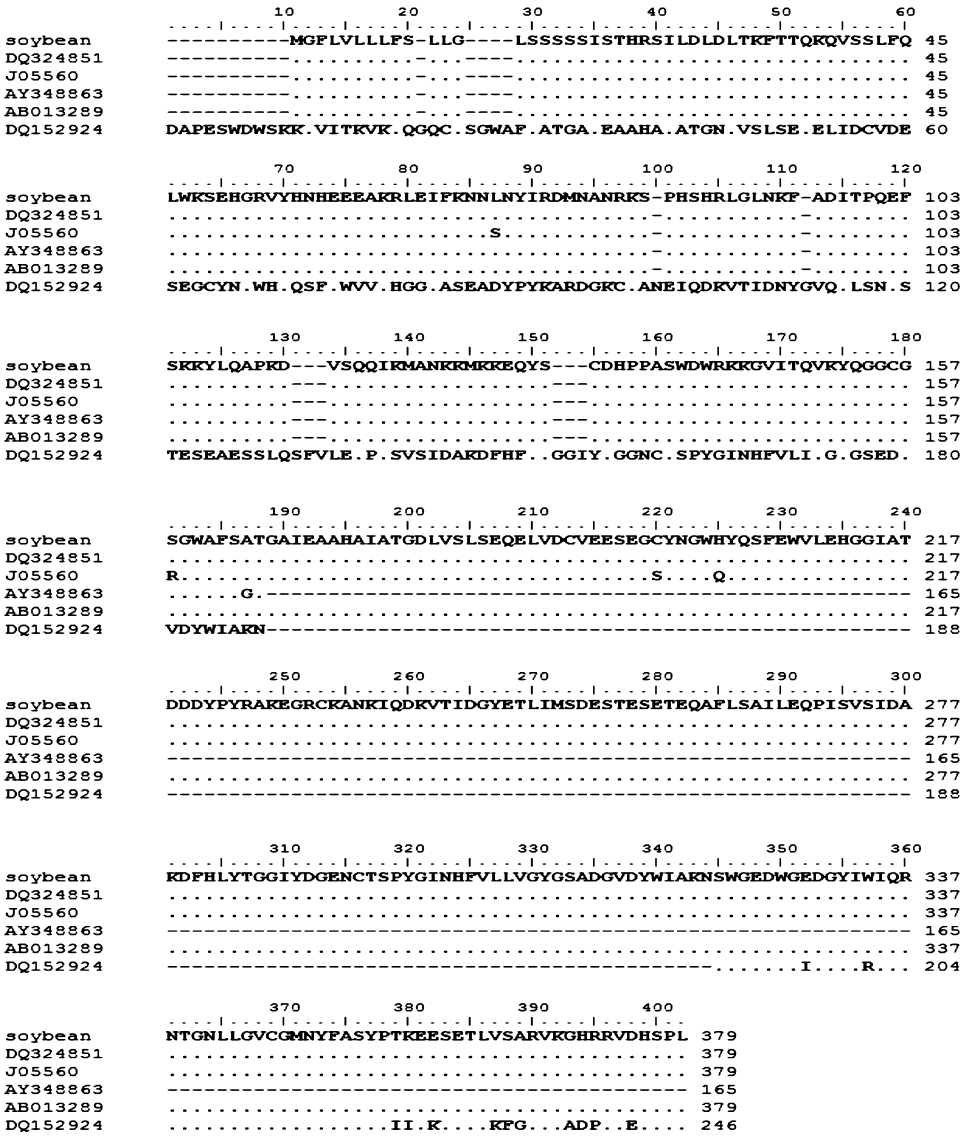 10 20 30 40 50 60
....|....|....|....|....|....|....|....|....|....|....|....|
soybean ----------MGFLVLLLFS-LLG----LSSSSSISTHRSILDLDLTKFTTQKQVSSLFQ 45
DQ324851 ----------..........-...----................................ 45
J05560 ----------..........-...----................................ 45
AY348863 ----------..........-...----................................ 45
AB013289 ----------..........-...----................................ 45
DQ152924 DAPESWDWSKK.VITKVK.QGQC.SGWAF.ATGA.EAAHA.ATGN.VSLSE.ELIDCVDE 60
70 80 90 100 110 120
....|....|....|....|....|....|....|....|....|....|....|....|
soybean LWKSEHGRVYHNHEEEAKRLEIFKNNLNYIRDMNANRKS-PHSHRLGLNKF-ADITPQEF 103
DQ324851 .......................................-...........-........ 103
J05560 ..........................S............-...........-........ 103
AY348863 .......................................-...........-........ 103
AB013289 .......................................-...........-........ 103
DQ152924 SEGCYN.WH.QSF.WVV.HGG.ASEADYPYKARDGKC.ANEIQDKVTIDNYGVQ.LSN.S 120
130 140 150 160 170 180
....|....|....|....|....|....|....|....|....|....|....|....|
soybean SKKYLQAPKD---VSQQIKMANKKMKKEQYS---CDHPPASWDWRKKGVITQVKYQGGCG 157
DQ324851 ..........---..................---.......................... 157
J05560 ..........---..................---.......................... 157
AY348863 ..........---..................---.......................... 157
AB013289 ..........---..................---.......................... 157
DQ152924 TESEAESSLQSFVLE.P.SVSIDAKDFHF..GGIY.GGNC.SPYGINHFVLI.G.GSED. 180
190 200 210 220 230 240
....|....|....|....|....|....|....|....|....|....|....|....|
soybean SGWAFSATGAIEAAHAIATGDLVSLSEQELVDCVEESEGCYNGWHYQSFEWVLEHGGIAT 217
DQ324851 ............................................................ 217
J05560 R......................................S....Q............... 217
AY348863 ......G.---------------------------------------------------- 165
AB013289 ............................................................ 217
DQ152924 VDYWIAKN---------------------------------------------------- 188
250 260 270 280 290 300
....|....|....|....|....|....|....|....|....|....|....|....|
soybean DDDYPYRAKEGRCKANKIQDKVTIDGYETLIMSDESTESETEQAFLSAILEQPISVSIDA 277
DQ324851 ............................................................ 277
J05560 ............................................................ 277
AY348863 ------------------------------------------------------------ 165
AB013289 ............................................................ 277
DQ152924 ------------------------------------------------------------ 188
310 320 330 340 350 360
....|....|....|....|....|....|....|....|....|....|....|....|
soybean KDFHLYTGGIYDGENCTSPYGINHFVLLVGYGSADGVDYWIAKNSWGEDWGEDGYIWIQR 337
DQ324851 ............................................................ 337
J05560 ............................................................ 337
AY348863 ------------------------------------------------------------ 165
AB013289 ............................................................ 337
DQ152924 --------------------------------------------.......I....R... 204
370 380 390 400
....|....|....|....|....|....|....|....|..
soybean NTGNLLGVCGMNYFASYPTKEESETLVSARVKGHRRVDHSPL 379
DQ324851 .......................................... 379
J05560 .......................................... 379
AY348863 ------------------------------------------ 165
AB013289 .......................................... 379
DQ152924 ..................II.K....KFG...ADP..E.... 246